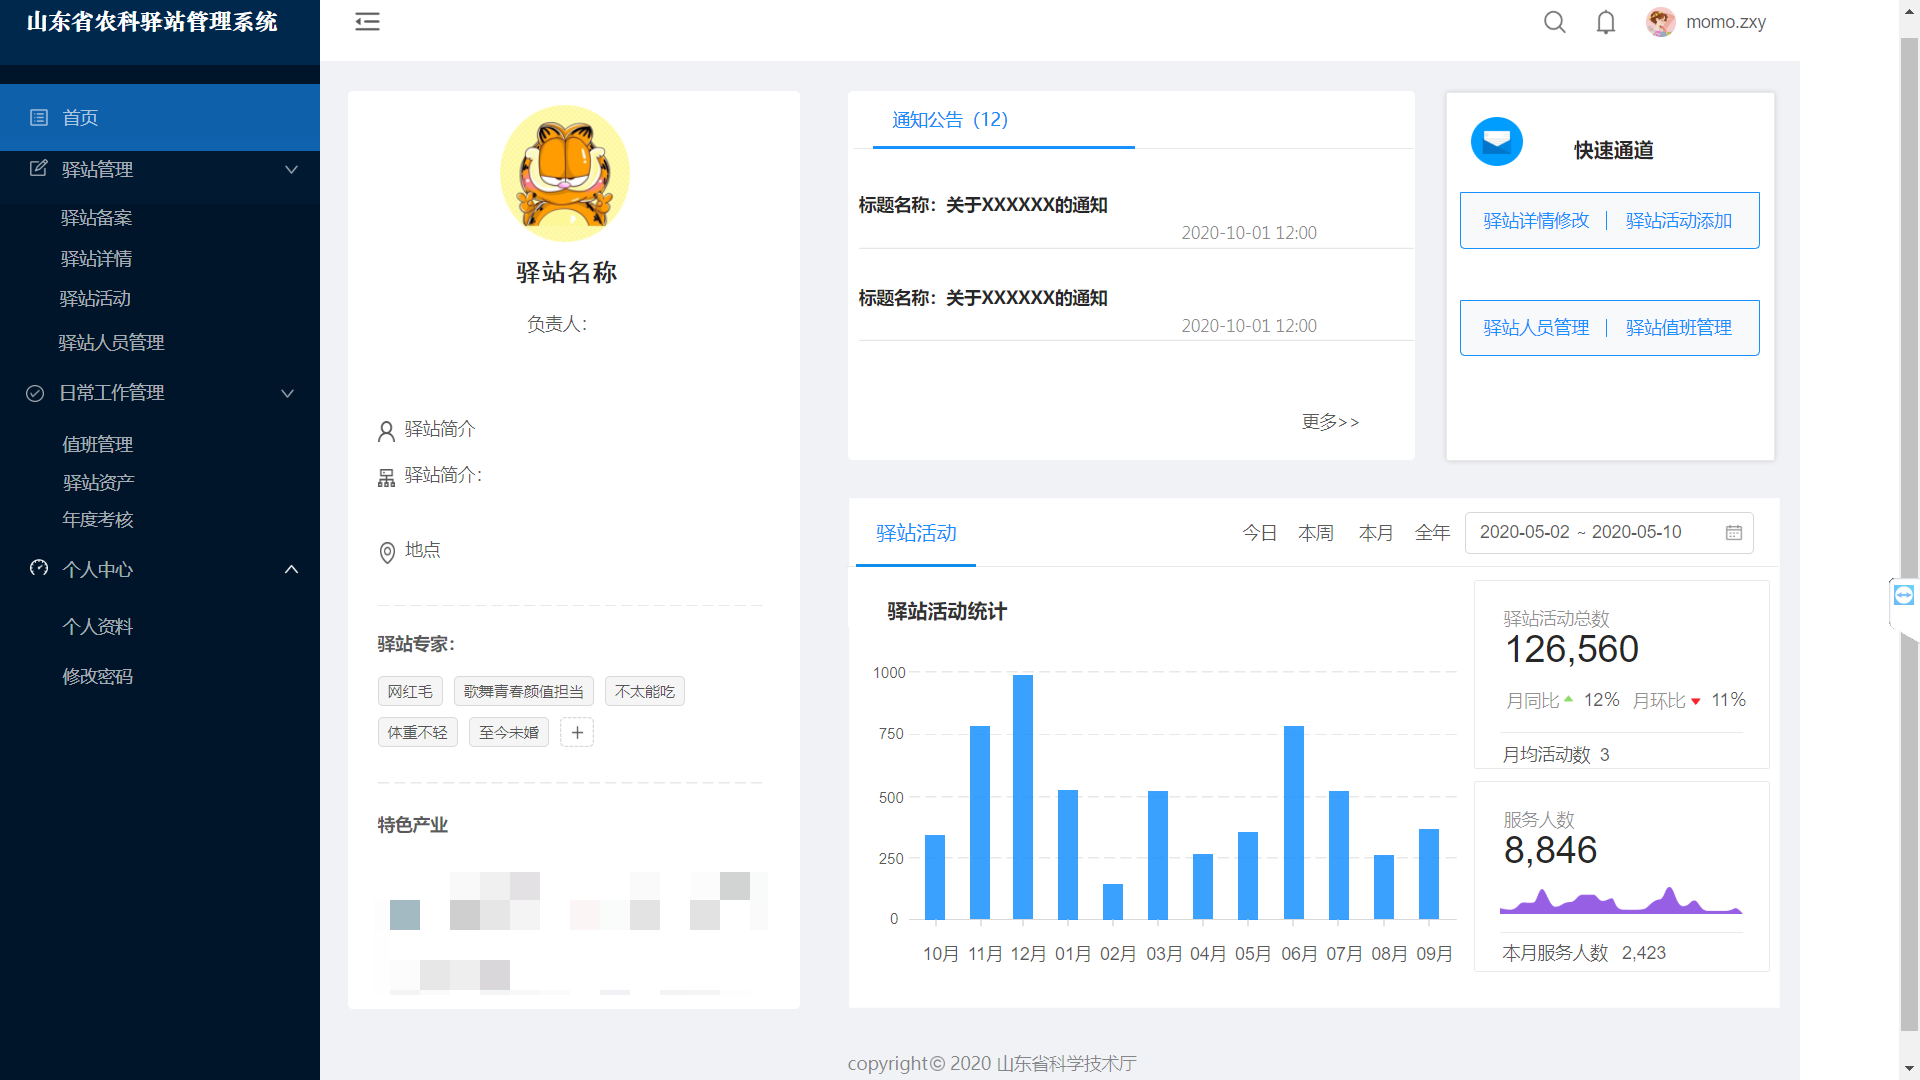 山东省农科驿站管理系统
momo.zxy
首页
驿站管理
驿站备案
驿站详情
驿站活动
驿站人员管理
日常工作管理
值班管理
驿站资产
年度考核
个人中心
个人资料
修改密码
驿站名称
负责人：
驿站简介
驿站简介：
地点
驿站专家：
网红毛 歌舞青春颜值担当 不太能吃
体重不轻 至今未婚 +
特色产业
通知公告（12）
标题名称：关于XXXXXX的通知
2020-10-01 12:00
标题名称：关于XXXXXX的通知
2020-10-01 12:00
更多>>
快速通道
驿站详情修改 | 驿站活动添加
驿站人员管理 | 驿站值班管理
驿站活动
今日 本周 本月 全年 2020-05-02 ~ 2020-05-10
驿站活动统计
1000
750
500
250
0
10月 11月 12月 01月 02月 03月 04月 05月 06月 07月 08月 09月
驿站活动总数
126,560
月同比 12% 月环比 11%
月均活动数 3
服务人数
8,846
本月服务人数 2,423
copyright© 2020 山东省科学技术厅